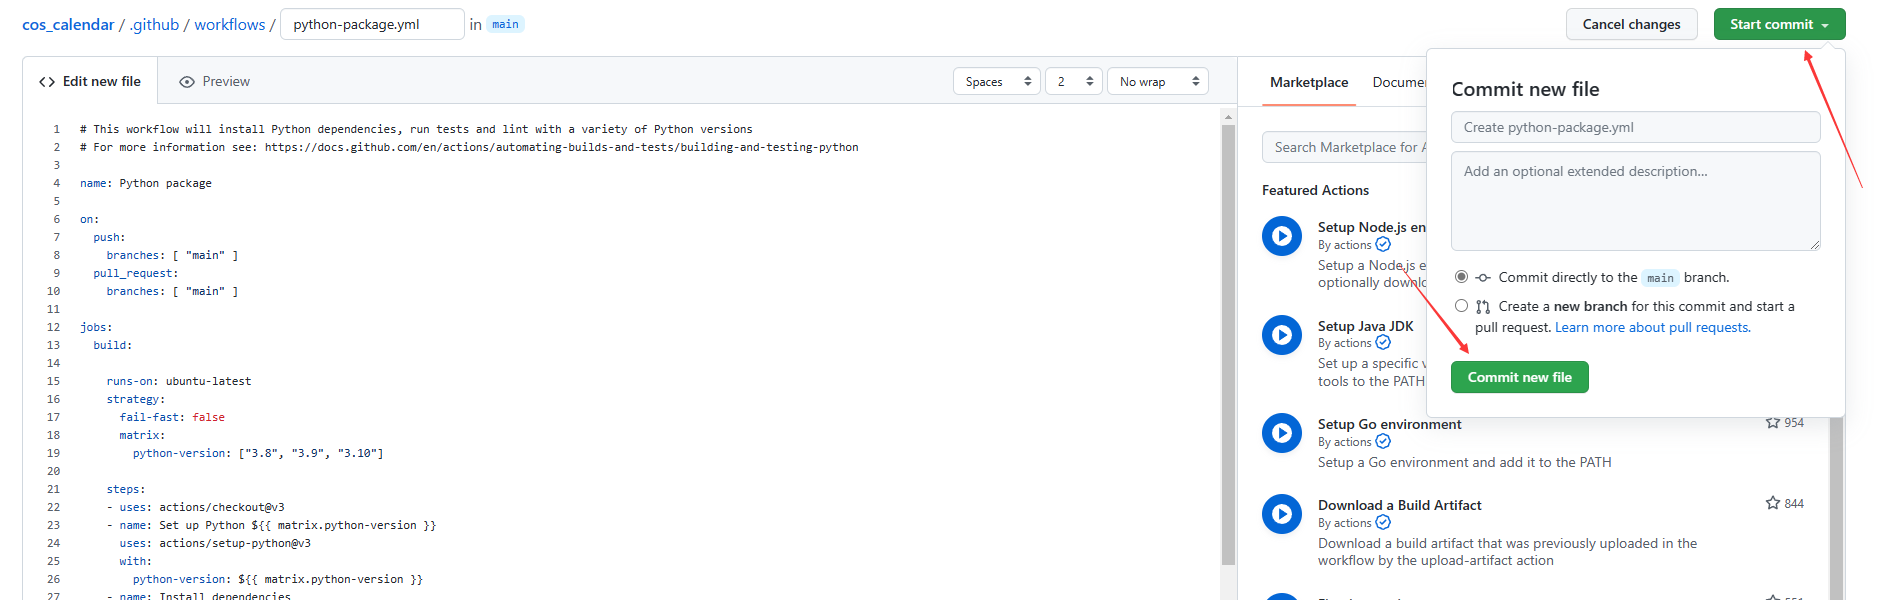 cos_calendar / .github / workflows / python-package.yml in main
Cancel changes
Start commit
Edit new file
Preview
Spaces
2
No wrap
1 # This workflow will install Python dependencies, run tests and lint with a variety of Python versions
2 # For more information see: https://docs.github.com/en/actions/automating-builds-and-tests/building-and-testing-python
3
4 name: Python package
5
6 on:
7 push:
8 branches: [ "main" ]
9 pull_request:
10 branches: [ "main" ]
11
12 jobs:
13 build:
14
15 runs-on: ubuntu-latest
16 strategy:
17 fail-fast: false
18 matrix:
19 python-version: ["3.8", "3.9", "3.10"]
20
21 steps:
22 - uses: actions/checkout@v3
23 - name: Set up Python ${{ matrix.python-version }}
24 uses: actions/setup-python@v3
25 with:
26 python-version: ${{ matrix.python-version }}
27 - name: Install dependencies
Marketplace
Documen
Search Marketplace for A
Featured Actions
Setup Node.js en
By actions
Setup a Node.js e
optionally downlo
Setup Java JDK
By actions
Set up a specific v
tools to the PATH
Setup Go environment
954
By actions
Setup a Go environment and add it to the PATH
Download a Build Artifact
844
By actions
Download a build artifact that was previously uploaded in the
workflow by the upload-artifact action
Commit new file
Create python-package.yml
Add an optional extended description...
Commit directly to the main branch.
Create a new branch for this commit and start a
pull request. Learn more about pull requests.
Commit new file